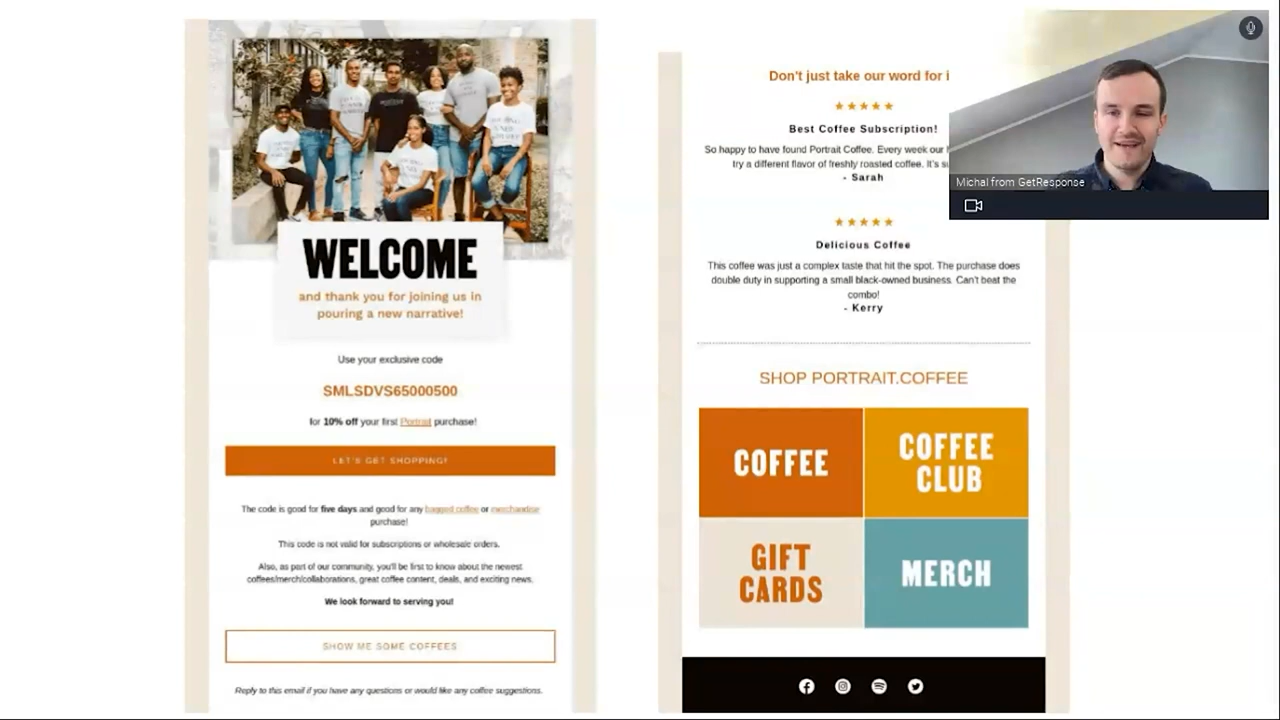 WELCOME
and thank you for joining us in
pouring a new narrative!
Use your exclusive code
SMLSDVS65000500
for 10% off your first Portrait purchase!
LET'S GET SHOPPING!
The code is good for five days and good for any bagged coffee or merchandise
purchase!
This code is not valid for subscriptions or wholesale orders.
Also, as part of our community, you'll be first to know about the newest
coffees/merch/collaborations, great coffee content, deals, and exciting news.
We look forward to serving you!
SHOW ME SOME COFFEES
Reply to this email if you have any questions or would like any coffee suggestions.
Don't just take our word for i
Best Coffee Subscription!
So happy to have found Portrait Coffee. Every week our
try a different flavor of freshly roasted coffee. It's
- Sarah
Delicious Coffee
This coffee was just a complex taste that hit the spot. The purchase does
double duty in supporting a small black-owned business. Can't beat the
combo!
- Kerry
SHOP PORTRAIT.COFFEE
COFFEE
COFFEE
CLUB
GIFT
CARDS
MERCH
Michal from GetResponse